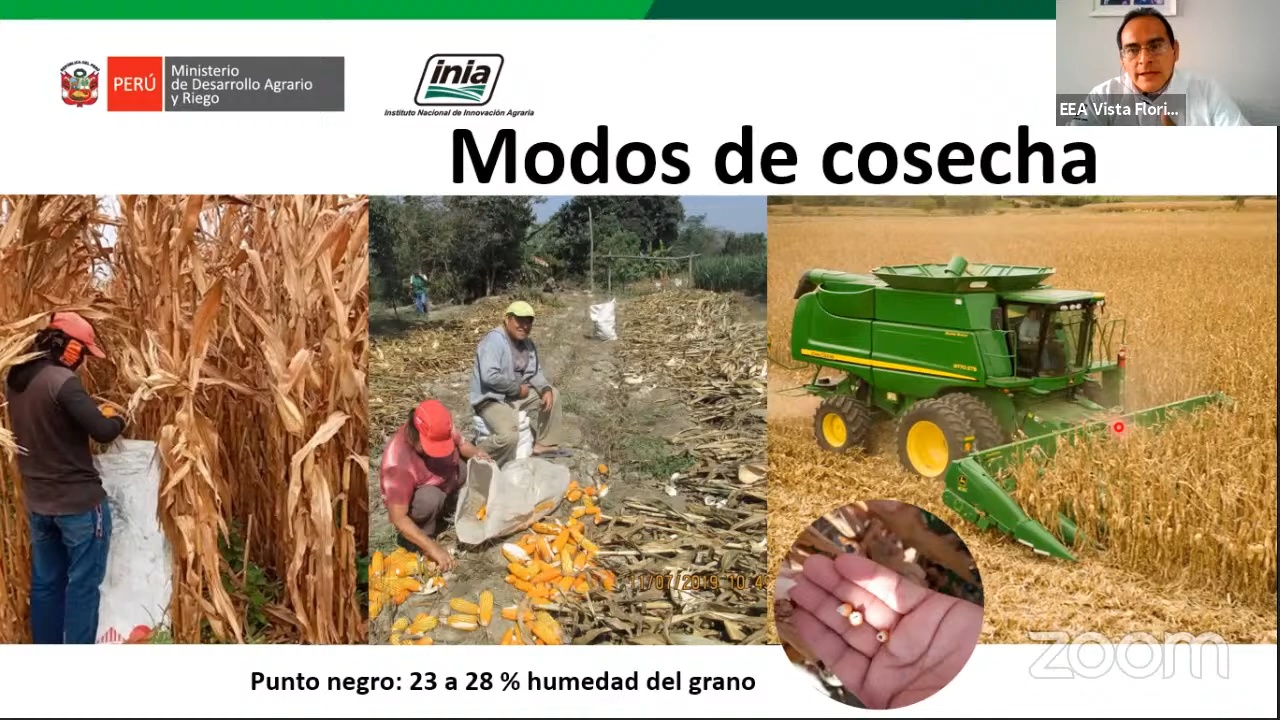 EEA Vista Flori...
PERÚ
Ministerio
de Desarrollo Agrario
y Riego
inia
Instituto Nacional de Innovación Agraria
Modos de cosecha
11/07/2019 10:49
Punto negro: 23 a 28 % humedad del grano
zoom